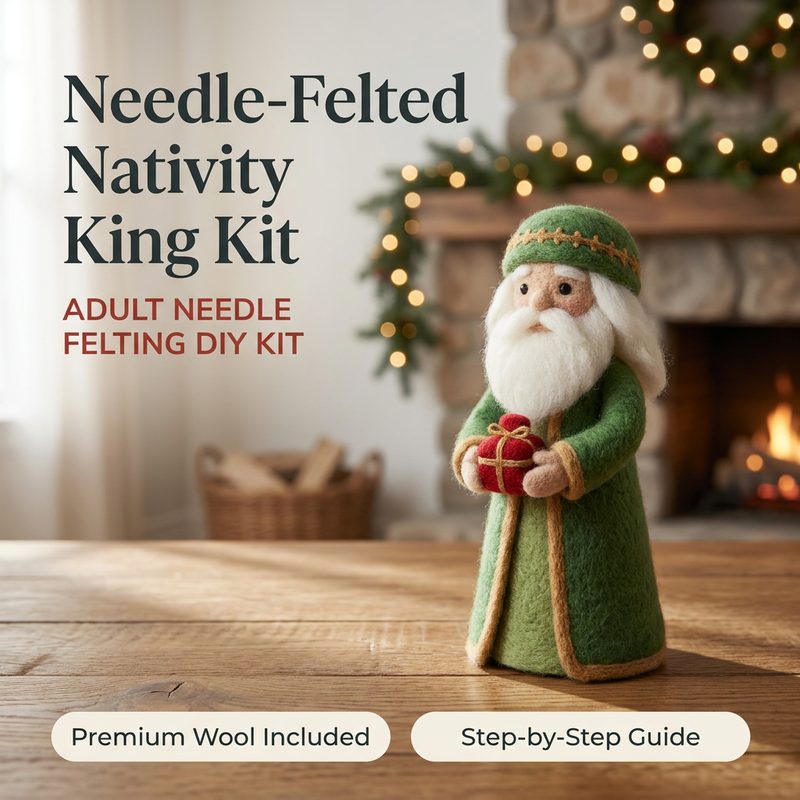 Needle-Felted
Nativity
King Kit
ADULT NEEDLE
FELTING DIY KIT
Premium Wool Included
Step-by-Step Guide